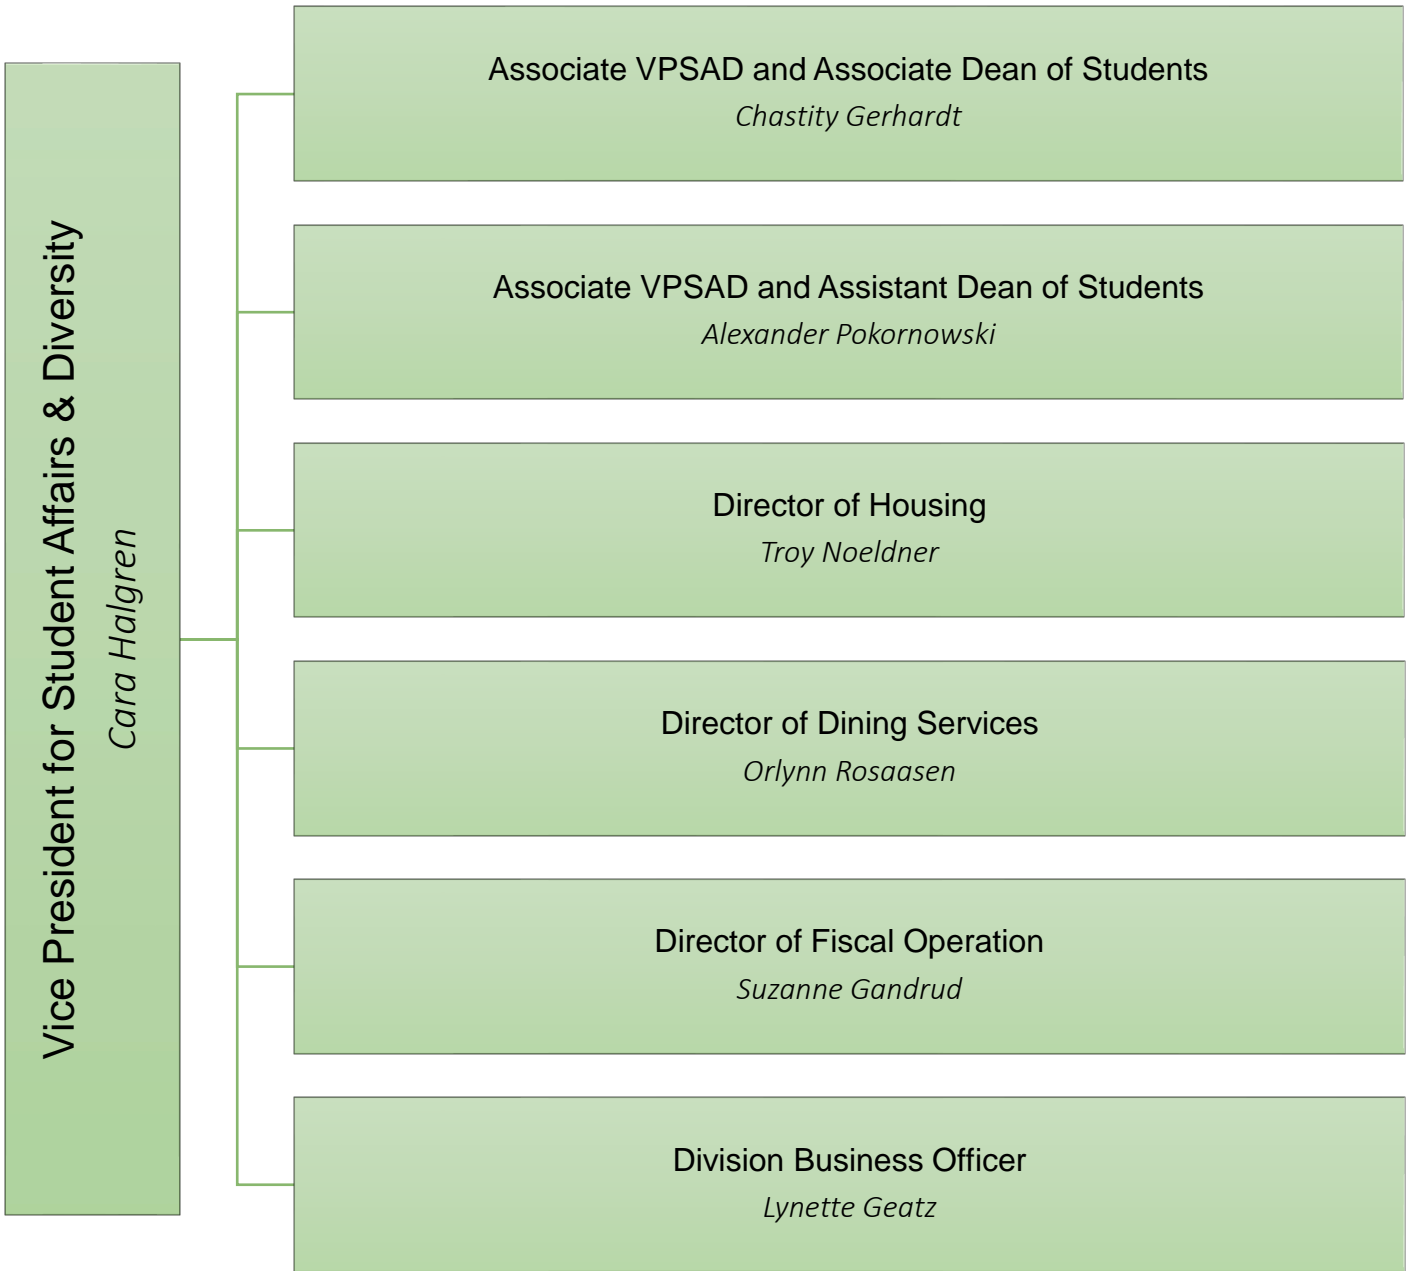 Vice President for Student Affairs & Diversity
Cara Halgren
Associate VPSAD and Associate Dean of Students
Chastity Gerhardt
Associate VPSAD and Assistant Dean of Students
Alexander Pokornowski
Director of Housing
Troy Noeldner
Director of Dining Services
Orlynn Rosaasen
Director of Fiscal Operation
Suzanne Gandrud
Division Business Officer
Lynette Geatz